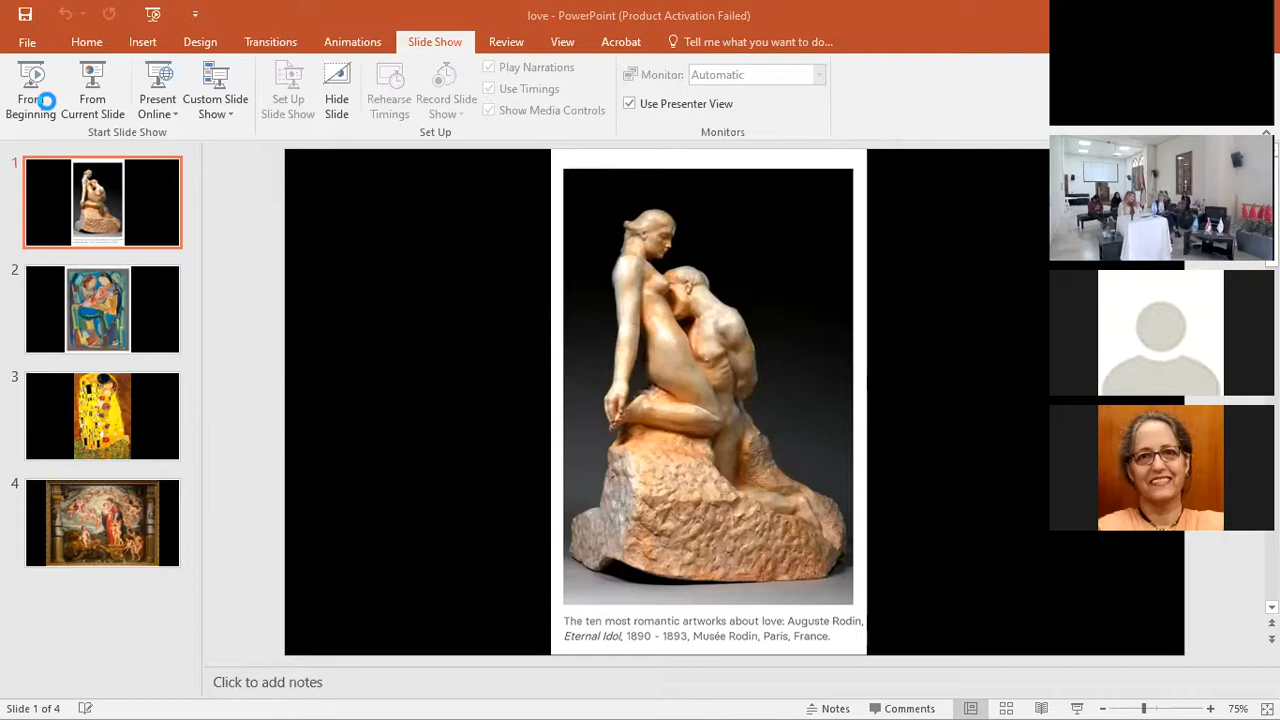 love - PowerPoint (Product Activation Failed)
File Home Insert Design Transitions Animations Slide Show Review View Acrobat Tell me what you want to do...
From Beginning
From Current Slide
Present Online
Custom Slide Show
Set Up Slide Show
Hide Slide
Rehearse Timings
Record Slide Show
Play Narrations
Use Timings
Show Media Controls
Monitor: Automatic
Use Presenter View
Start Slide Show
Set Up
Monitors
1
2
3
4
The ten most romantic artworks about love: Auguste Rodin,
Eternal Idol, 1890 - 1893, Musée Rodin, Paris, France.
Click to add notes
Slide 1 of 4
Notes
Comments
75%